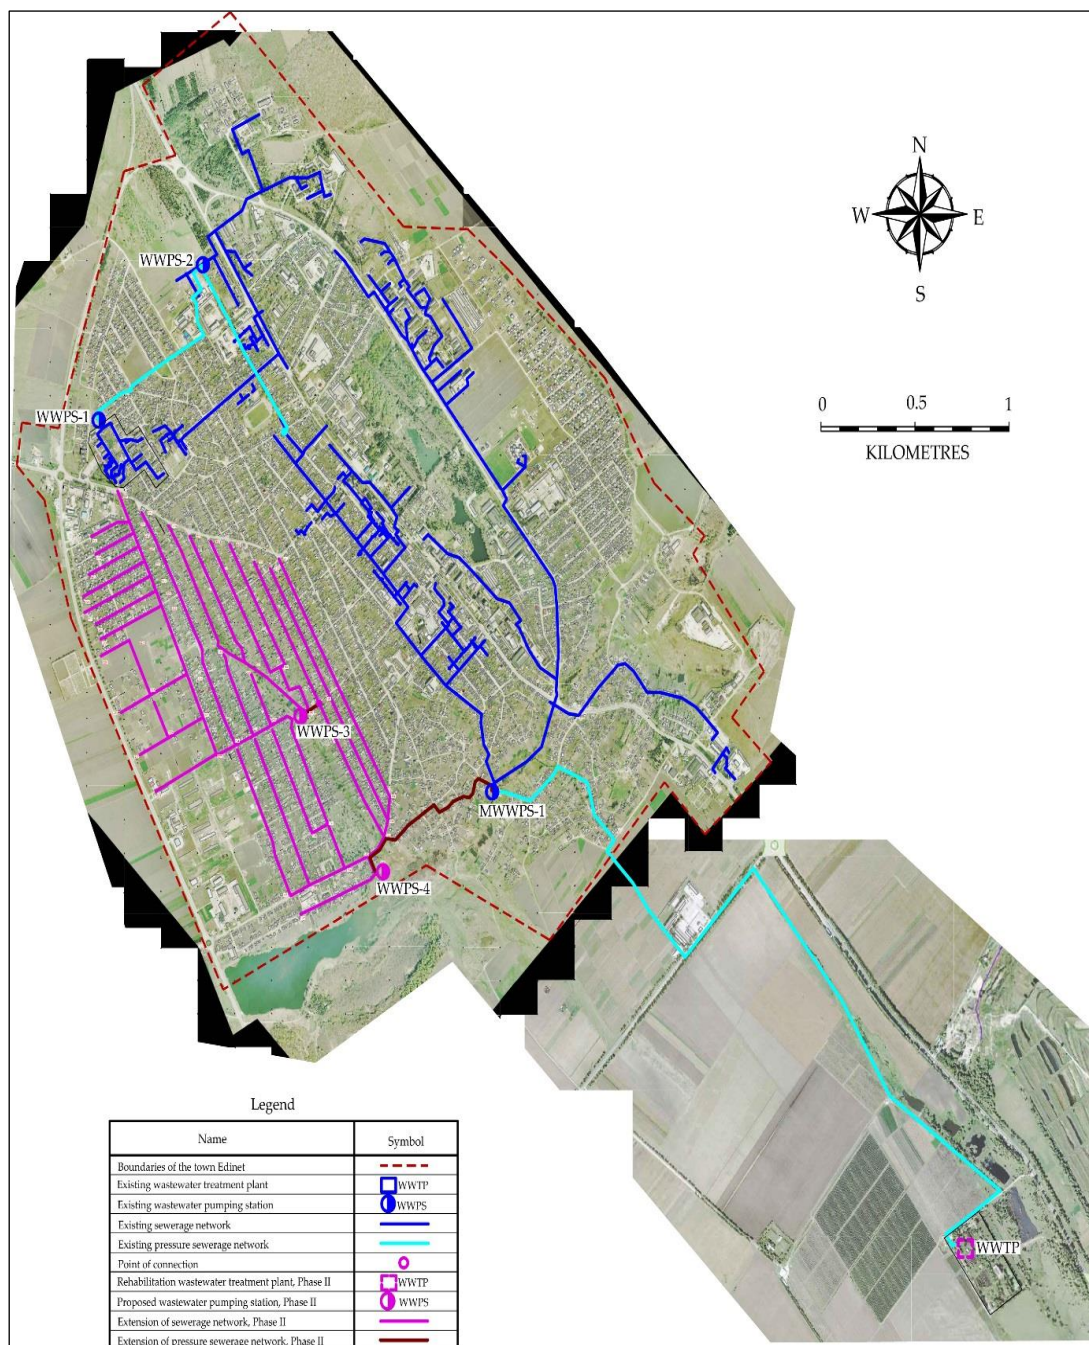 N
W E
S
0 0.5 1
KILOMETRES
WWPS-2
WWPS-1
WWPS-3
MWWPS-1
WWPS-4
WWTP
Legend
Name Symbol
Boundaries of the town Edinet
Existing wastewater treatment plant WWTP
Existing wastewater pumping station WWPS
Existing sewerage network
Existing pressure sewerage network
Point of connection
Rehabilitation wastewater treatment plant, Phase II WWTP
Proposed wastewater pumping station, Phase II WWPS
Extension of sewerage network, Phase II
Extension of pressure sewerage network, Phase II